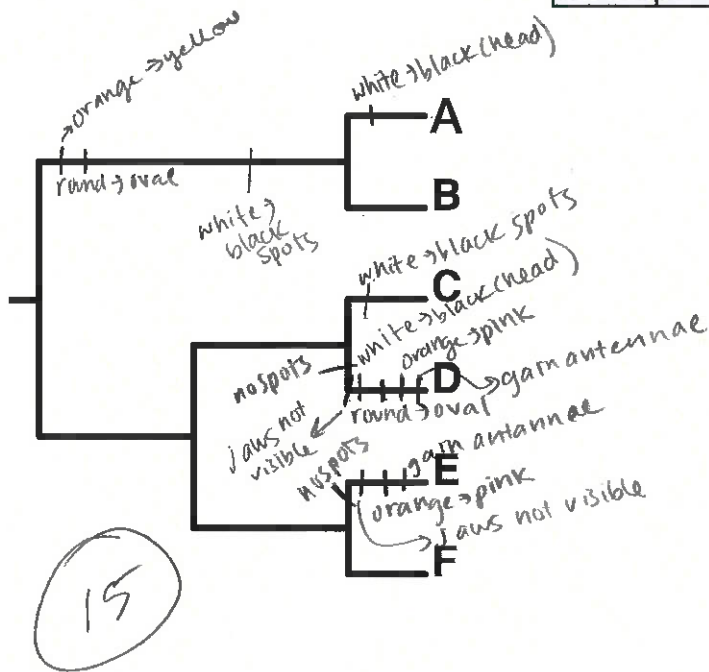 →orange→yellow
round→oval
white→
black
spots
white→black(head)
A
B
white→black spots
C
white→black(head)
orange→pink
no spots
D
→gain antennae
round→oval
jaws not
visible
no spots
gain antannae
E
orange→pink
→jaws not visible
F
15